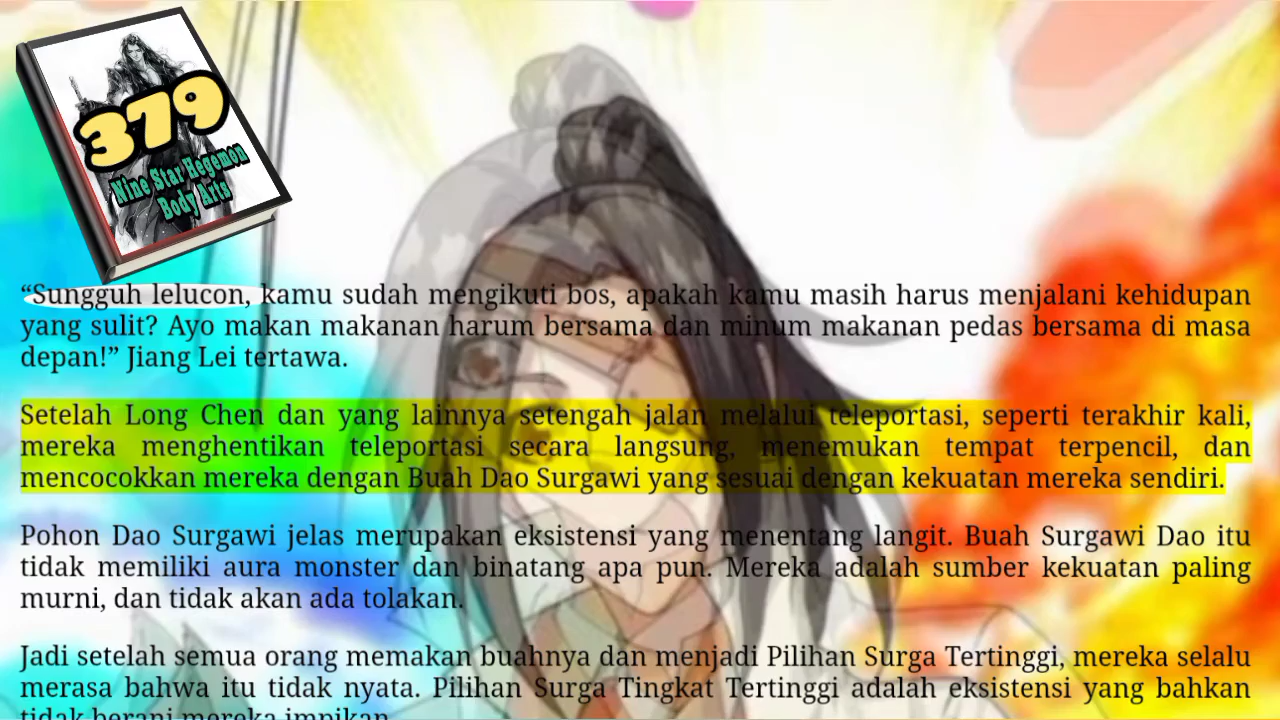 379
Nine Star Hegemon
Body Arts
“Sungguh lelucon, kamu sudah mengikuti bos, apakah kamu masih harus menjalani kehidupan
yang sulit? Ayo makan makanan harum bersama dan minum makanan pedas bersama di masa
depan!” Jiang Lei tertawa.
Setelah Long Chen dan yang lainnya setengah jalan melalui teleportasi, seperti terakhir kali,
mereka menghentikan teleportasi secara langsung, menemukan tempat terpencil, dan
mencocokkan mereka dengan Buah Dao Surgawi yang sesuai dengan kekuatan mereka sendiri.
Pohon Dao Surgawi jelas merupakan eksistensi yang menentang langit. Buah Surgawi Dao itu
tidak memiliki aura monster dan binatang apa pun. Mereka adalah sumber kekuatan paling
murni, dan tidak akan ada tolakan.
Jadi setelah semua orang memakan buahnya dan menjadi Pilihan Surga Tertinggi, mereka selalu
merasa bahwa itu tidak nyata. Pilihan Surga Tingkat Tertinggi adalah eksistensi yang bahkan
tidak berani mereka impikan.